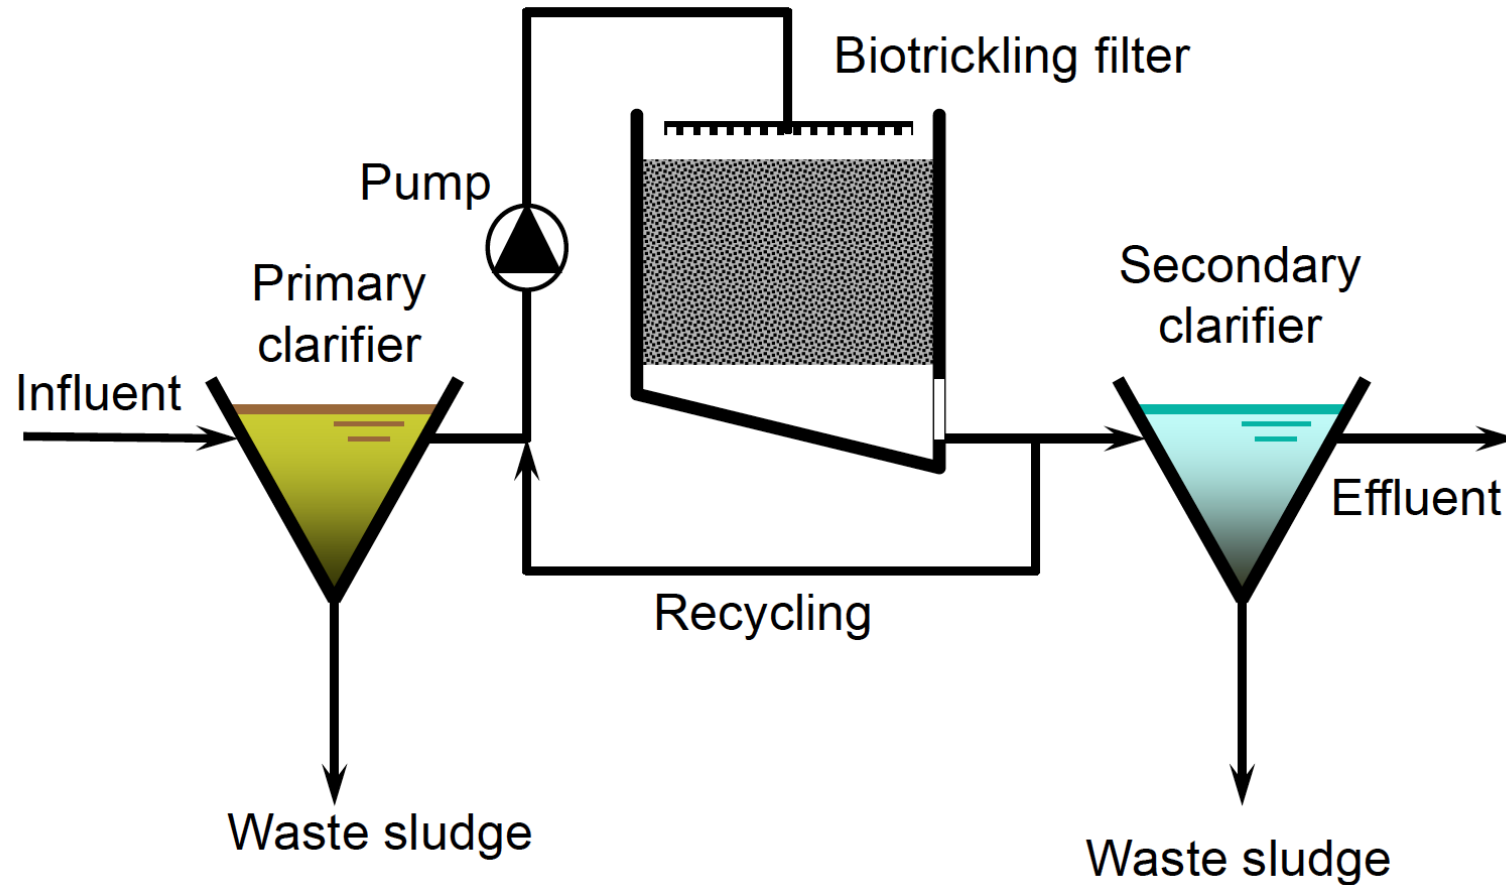 Biotrickling filter
Pump
Primary
clarifier
Secondary
clarifier
Influent
Effluent
Recycling
Waste sludge
Waste sludge